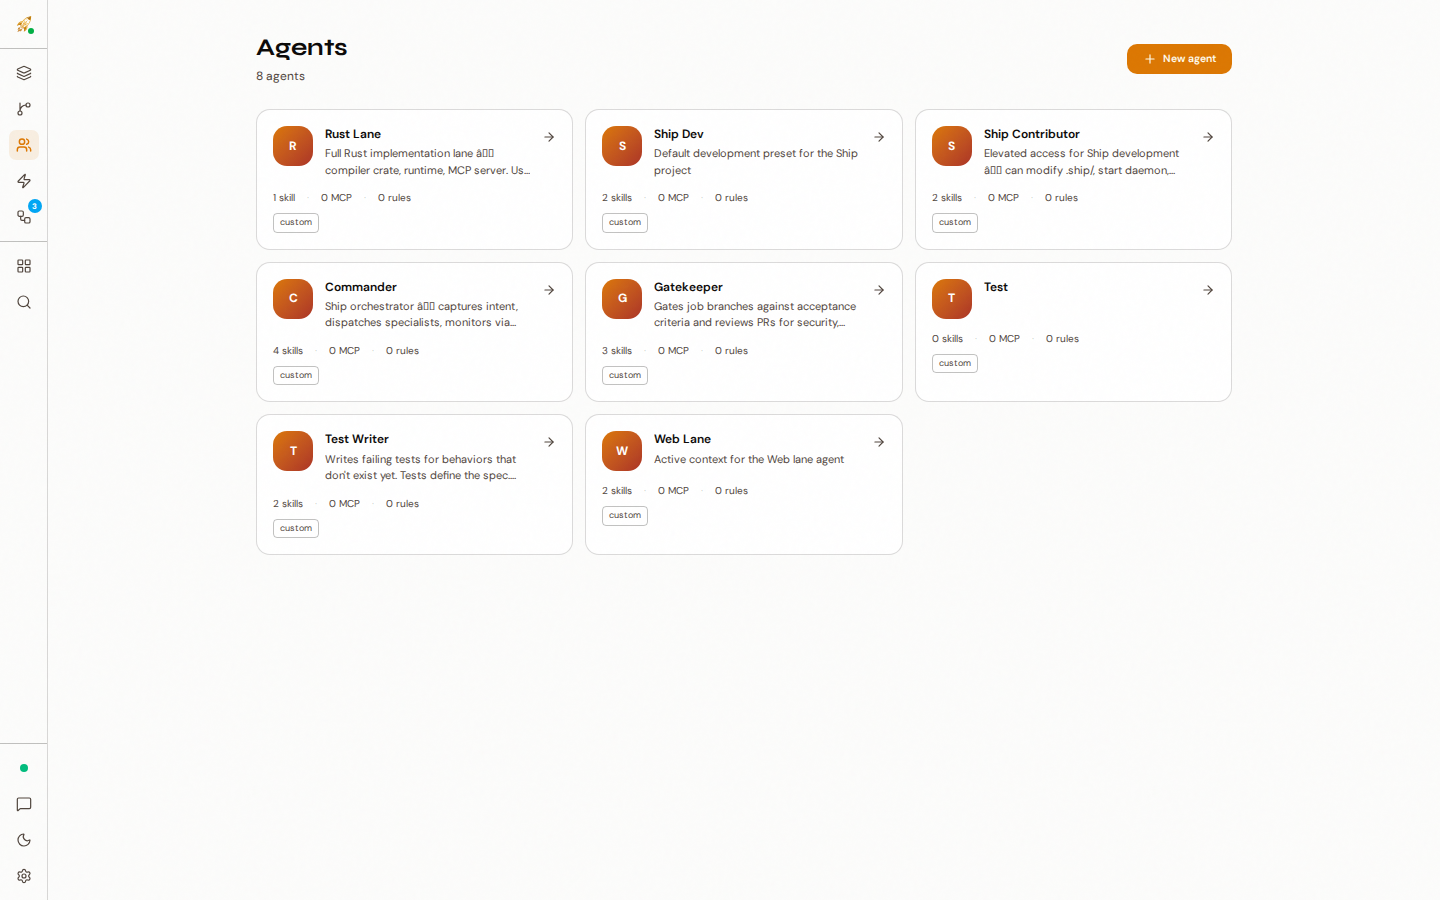 3
Agents
8 agents
New agent
R
Rust Lane
Full Rust implementation lane â
compiler crate, runtime, MCP server. Us...
1 skill · 0 MCP · 0 rules
custom
S
Ship Dev
Default development preset for the Ship
project
2 skills · 0 MCP · 0 rules
custom
S
Ship Contributor
Elevated access for Ship development
â can modify .ship/, start daemon,...
2 skills · 0 MCP · 0 rules
custom
C
Commander
Ship orchestrator â captures intent,
dispatches specialists, monitors via...
4 skills · 0 MCP · 0 rules
custom
G
Gatekeeper
Gates job branches against acceptance
criteria and reviews PRs for security,...
3 skills · 0 MCP · 0 rules
custom
T
Test
0 skills · 0 MCP · 0 rules
custom
T
Test Writer
Writes failing tests for behaviors that
don't exist yet. Tests define the spec....
2 skills · 0 MCP · 0 rules
custom
W
Web Lane
Active context for the Web lane agent
2 skills · 0 MCP · 0 rules
custom